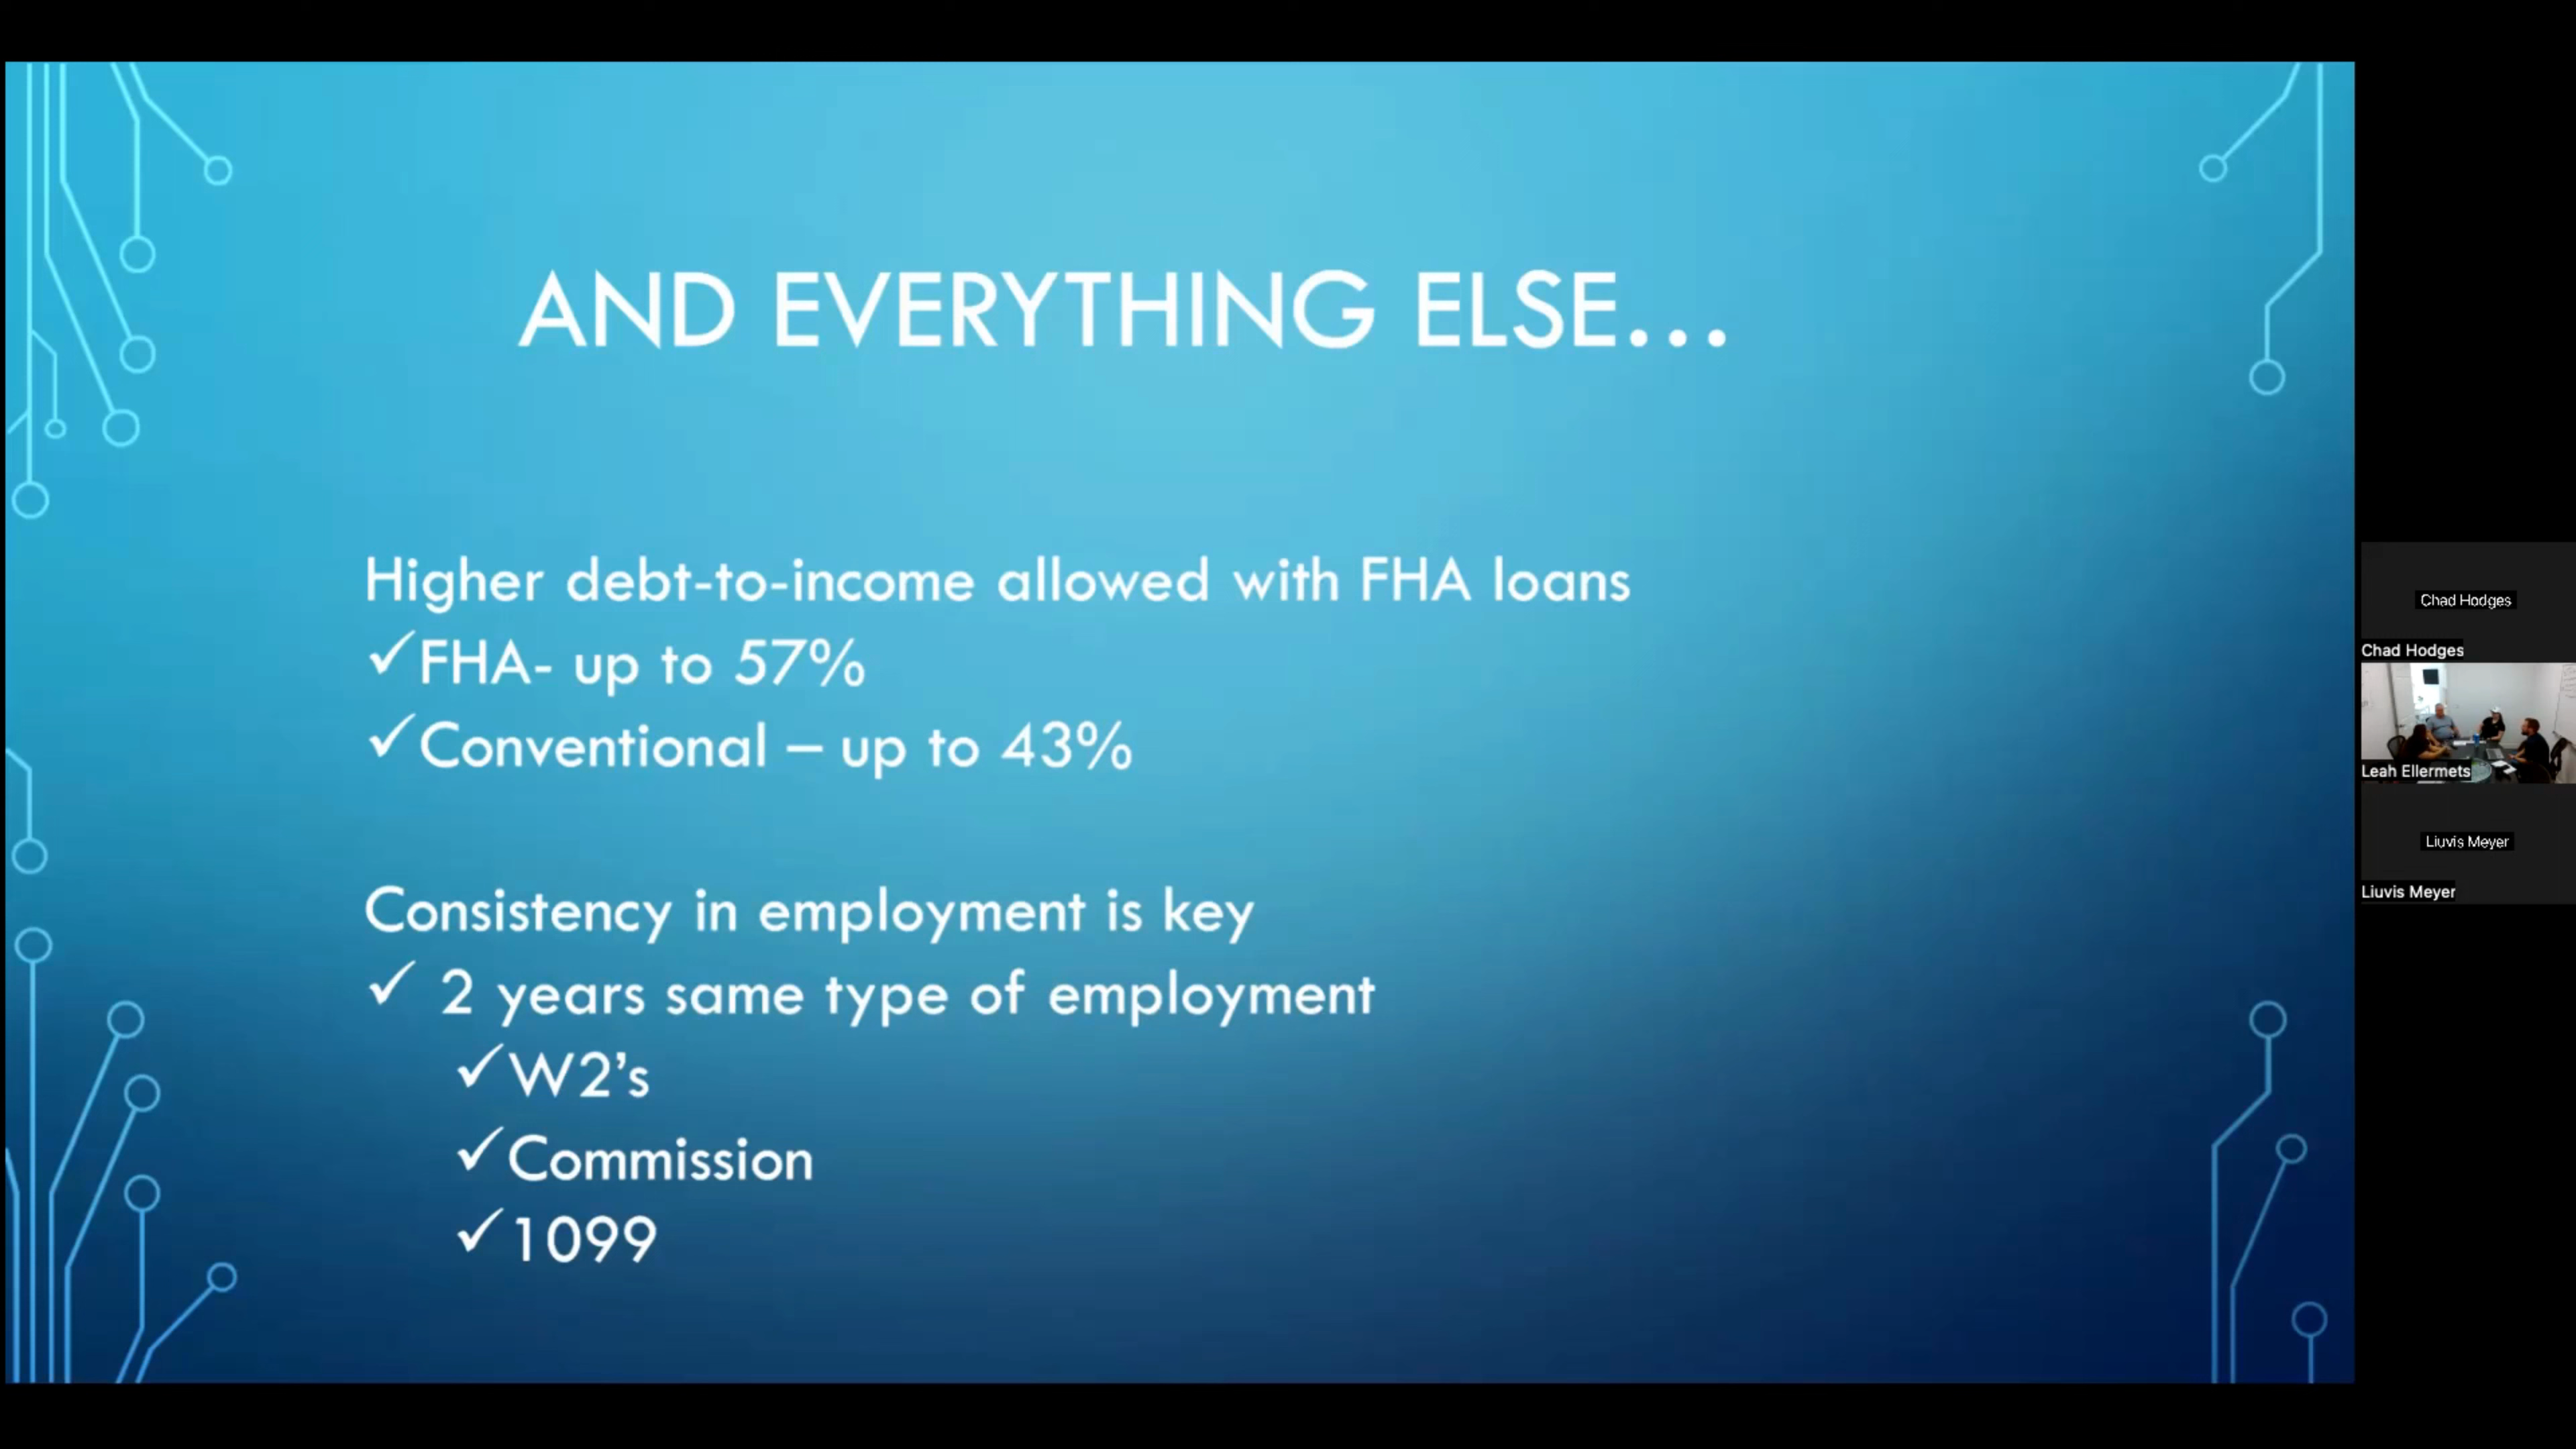 AND EVERYTHING ELSE...
Higher debt-to-income allowed with FHA loans
✓FHA- up to 57%
✓Conventional – up to 43%
Consistency in employment is key
✓ 2 years same type of employment
✓W2's
✓Commission
✓1099
Chad Hodges
Chad Hodges
Leah Ellermets
Liuvis Meyer
Liuvis Meyer